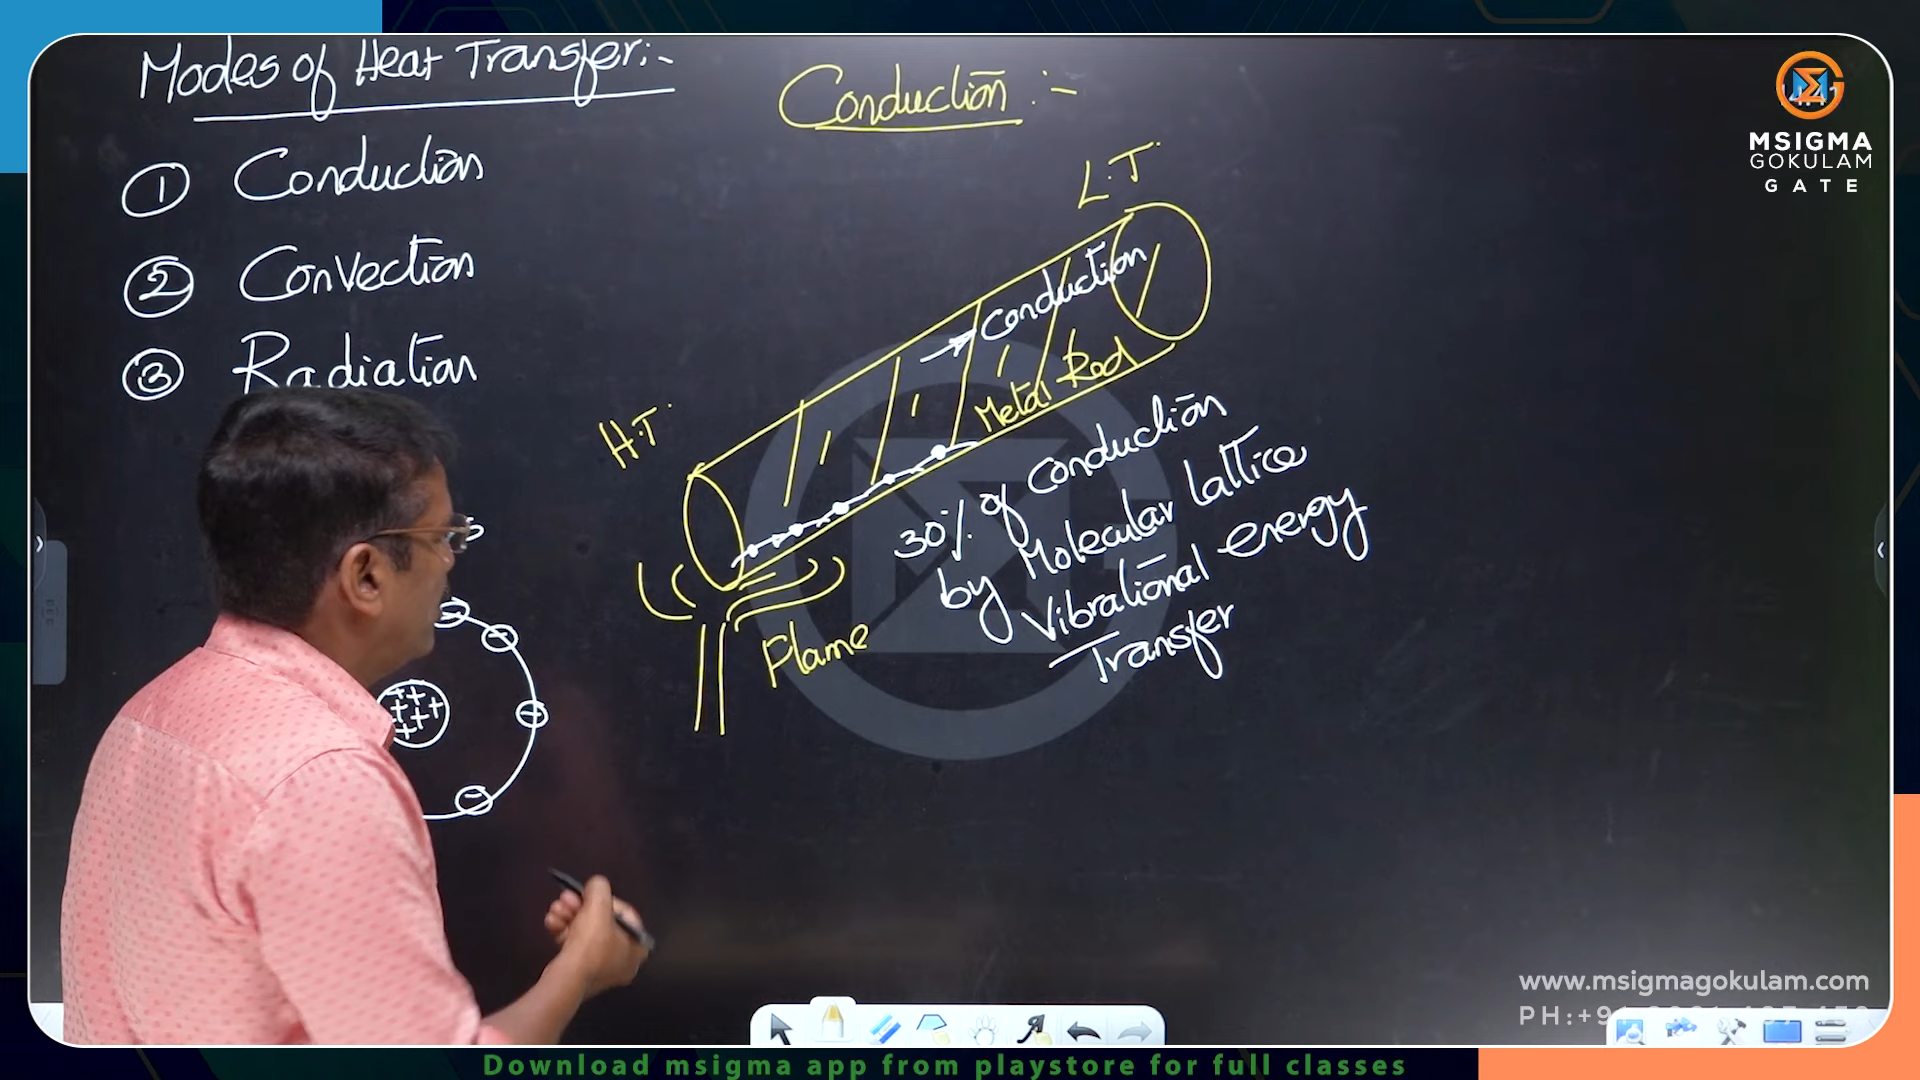 Modes of Heat Transfer:-
① Conduction
② Convection
③ Radiation
Conduction :-
L.T.
H.T.
Conduction
Metal Rod
Flame
30% of conduction
by Molecular lattice
Vibrational energy
Transfer
MSIGMA
GOKULAM
GATE
www.msigmagokulam.com
Download msigma app from playstore for full classes